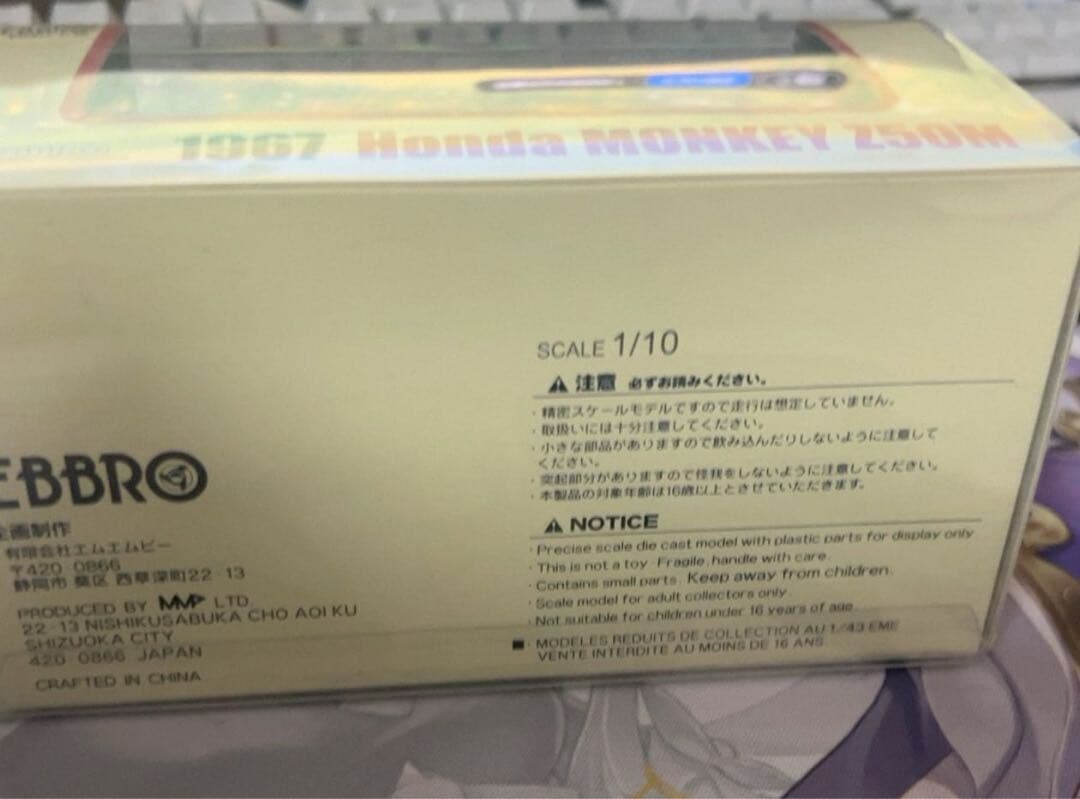 1967 Honda MONKEY Z50M
SCALE 1/10
注意 必ずお読みください。
・精密スケールモデルですので走行は想定していません。
・取扱いには十分注意してください。
・小さな部品がありますので飲み込んだりしないように注意して
ください。
・突起部分がありますので怪我をしないように注意してください。
・本製品の対象年齢は16歳以上とさせていただきます。
NOTICE
・Precise scale die cast model with plastic parts for display only
・This is not a toy・Fragile, handle with care.
・Contains small parts. Keep away from children.
・Scale model for adult collectors only
・Not suitable for children under 16 years of age.
・MODELES REDUITS DE COLLECTION AU 1/43 EME
VENTE INTERDITE AU MOINS DE 16 ANS
EBBRO
企画制作
有限会社エムエムピー
〒420 0866
静岡市 葵区 西草深町22 13
PRODUCED BY MMP LTD.
22 13 NISHIKUSABUKA CHO AOI KU
SHIZUOKA CITY
420 0866 JAPAN
CRAFTED IN CHINA